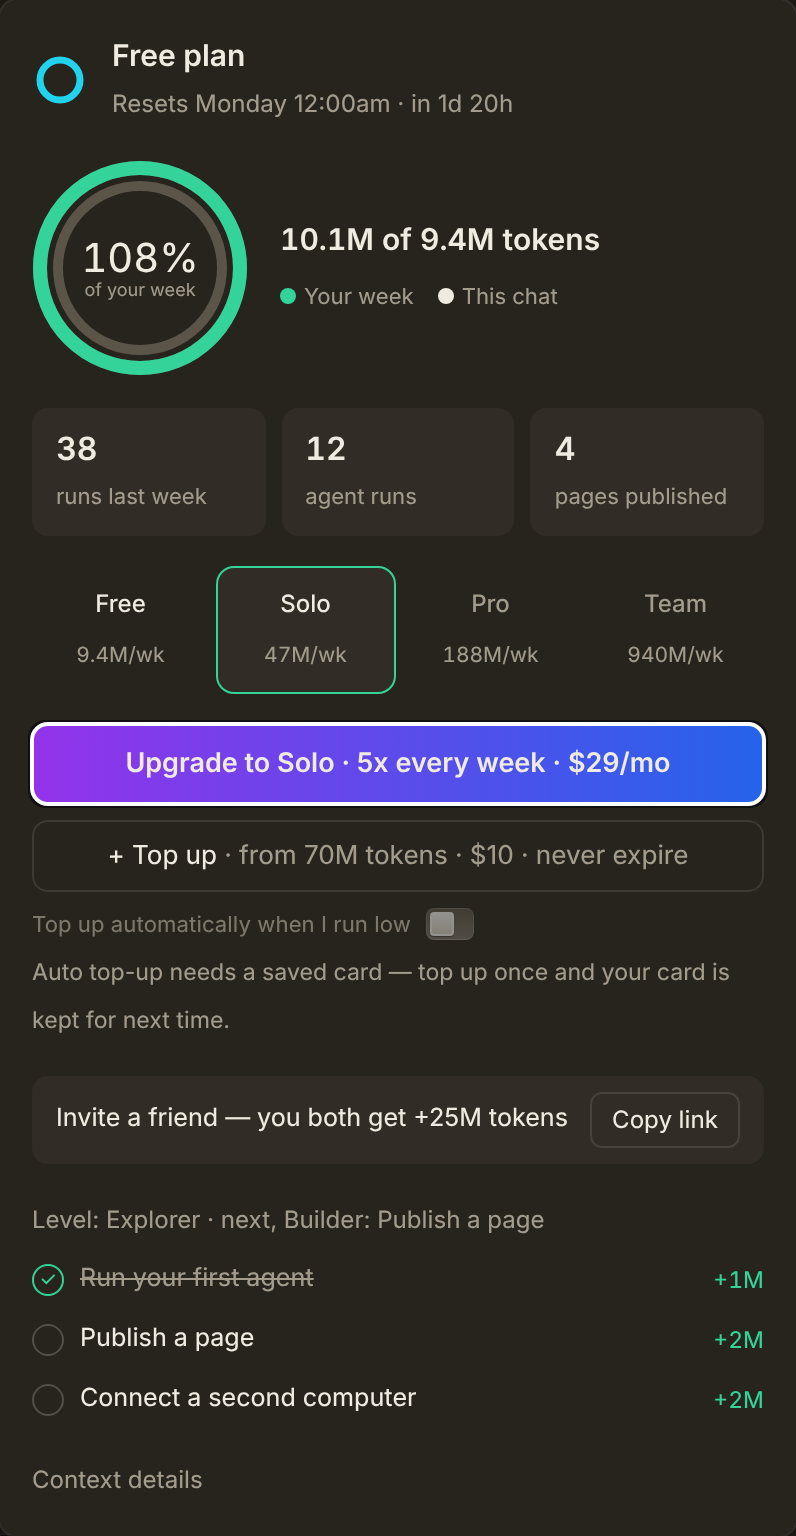 Free plan
Resets Monday 12:00am · in 1d 20h
108%
of your week
10.1M of 9.4M tokens
Your week
This chat
38
runs last week
12
agent runs
4
pages published
Free
9.4M/wk
Solo
47M/wk
Pro
188M/wk
Team
940M/wk
Upgrade to Solo · 5x every week · $29/mo
+ Top up · from 70M tokens · $10 · never expire
Top up automatically when I run low
Auto top-up needs a saved card — top up once and your card is
kept for next time.
Invite a friend — you both get +25M tokens
Copy link
Level: Explorer · next, Builder: Publish a page
Run your first agent
+1M
Publish a page
+2M
Connect a second computer
+2M
Context details